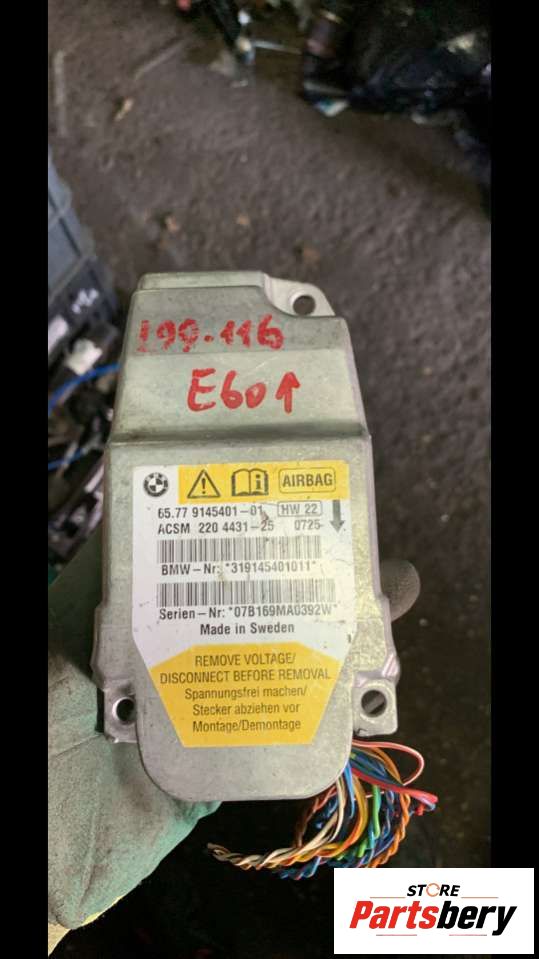 199-116
E60↑
AIRBAG
65.77 9145401-01 HW 22
ACSM 220 4431-25 0725
BMW-Nr: *319145401011*
Serien-Nr: *07B169MA0392W*
Made in Sweden
REMOVE VOLTAGE/
DISCONNECT BEFORE REMOVAL
Spannungsfrei machen/
Stecker abziehen vor
Montage/Demontage
STORE
Partsbery